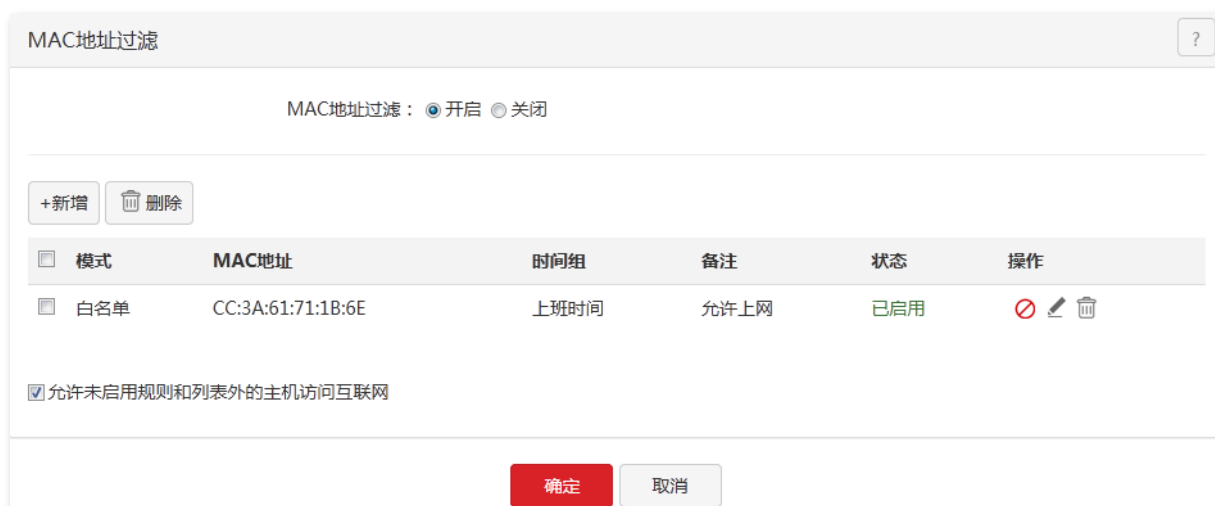 MAC地址过滤 ?
MAC地址过滤： 开启 关闭
+新增 删除
模式 MAC地址 时间组 备注 状态 操作
白名单 CC:3A:61:71:1B:6E 上班时间 允许上网 已启用
允许未启用规则和列表外的主机访问互联网
确定 取消